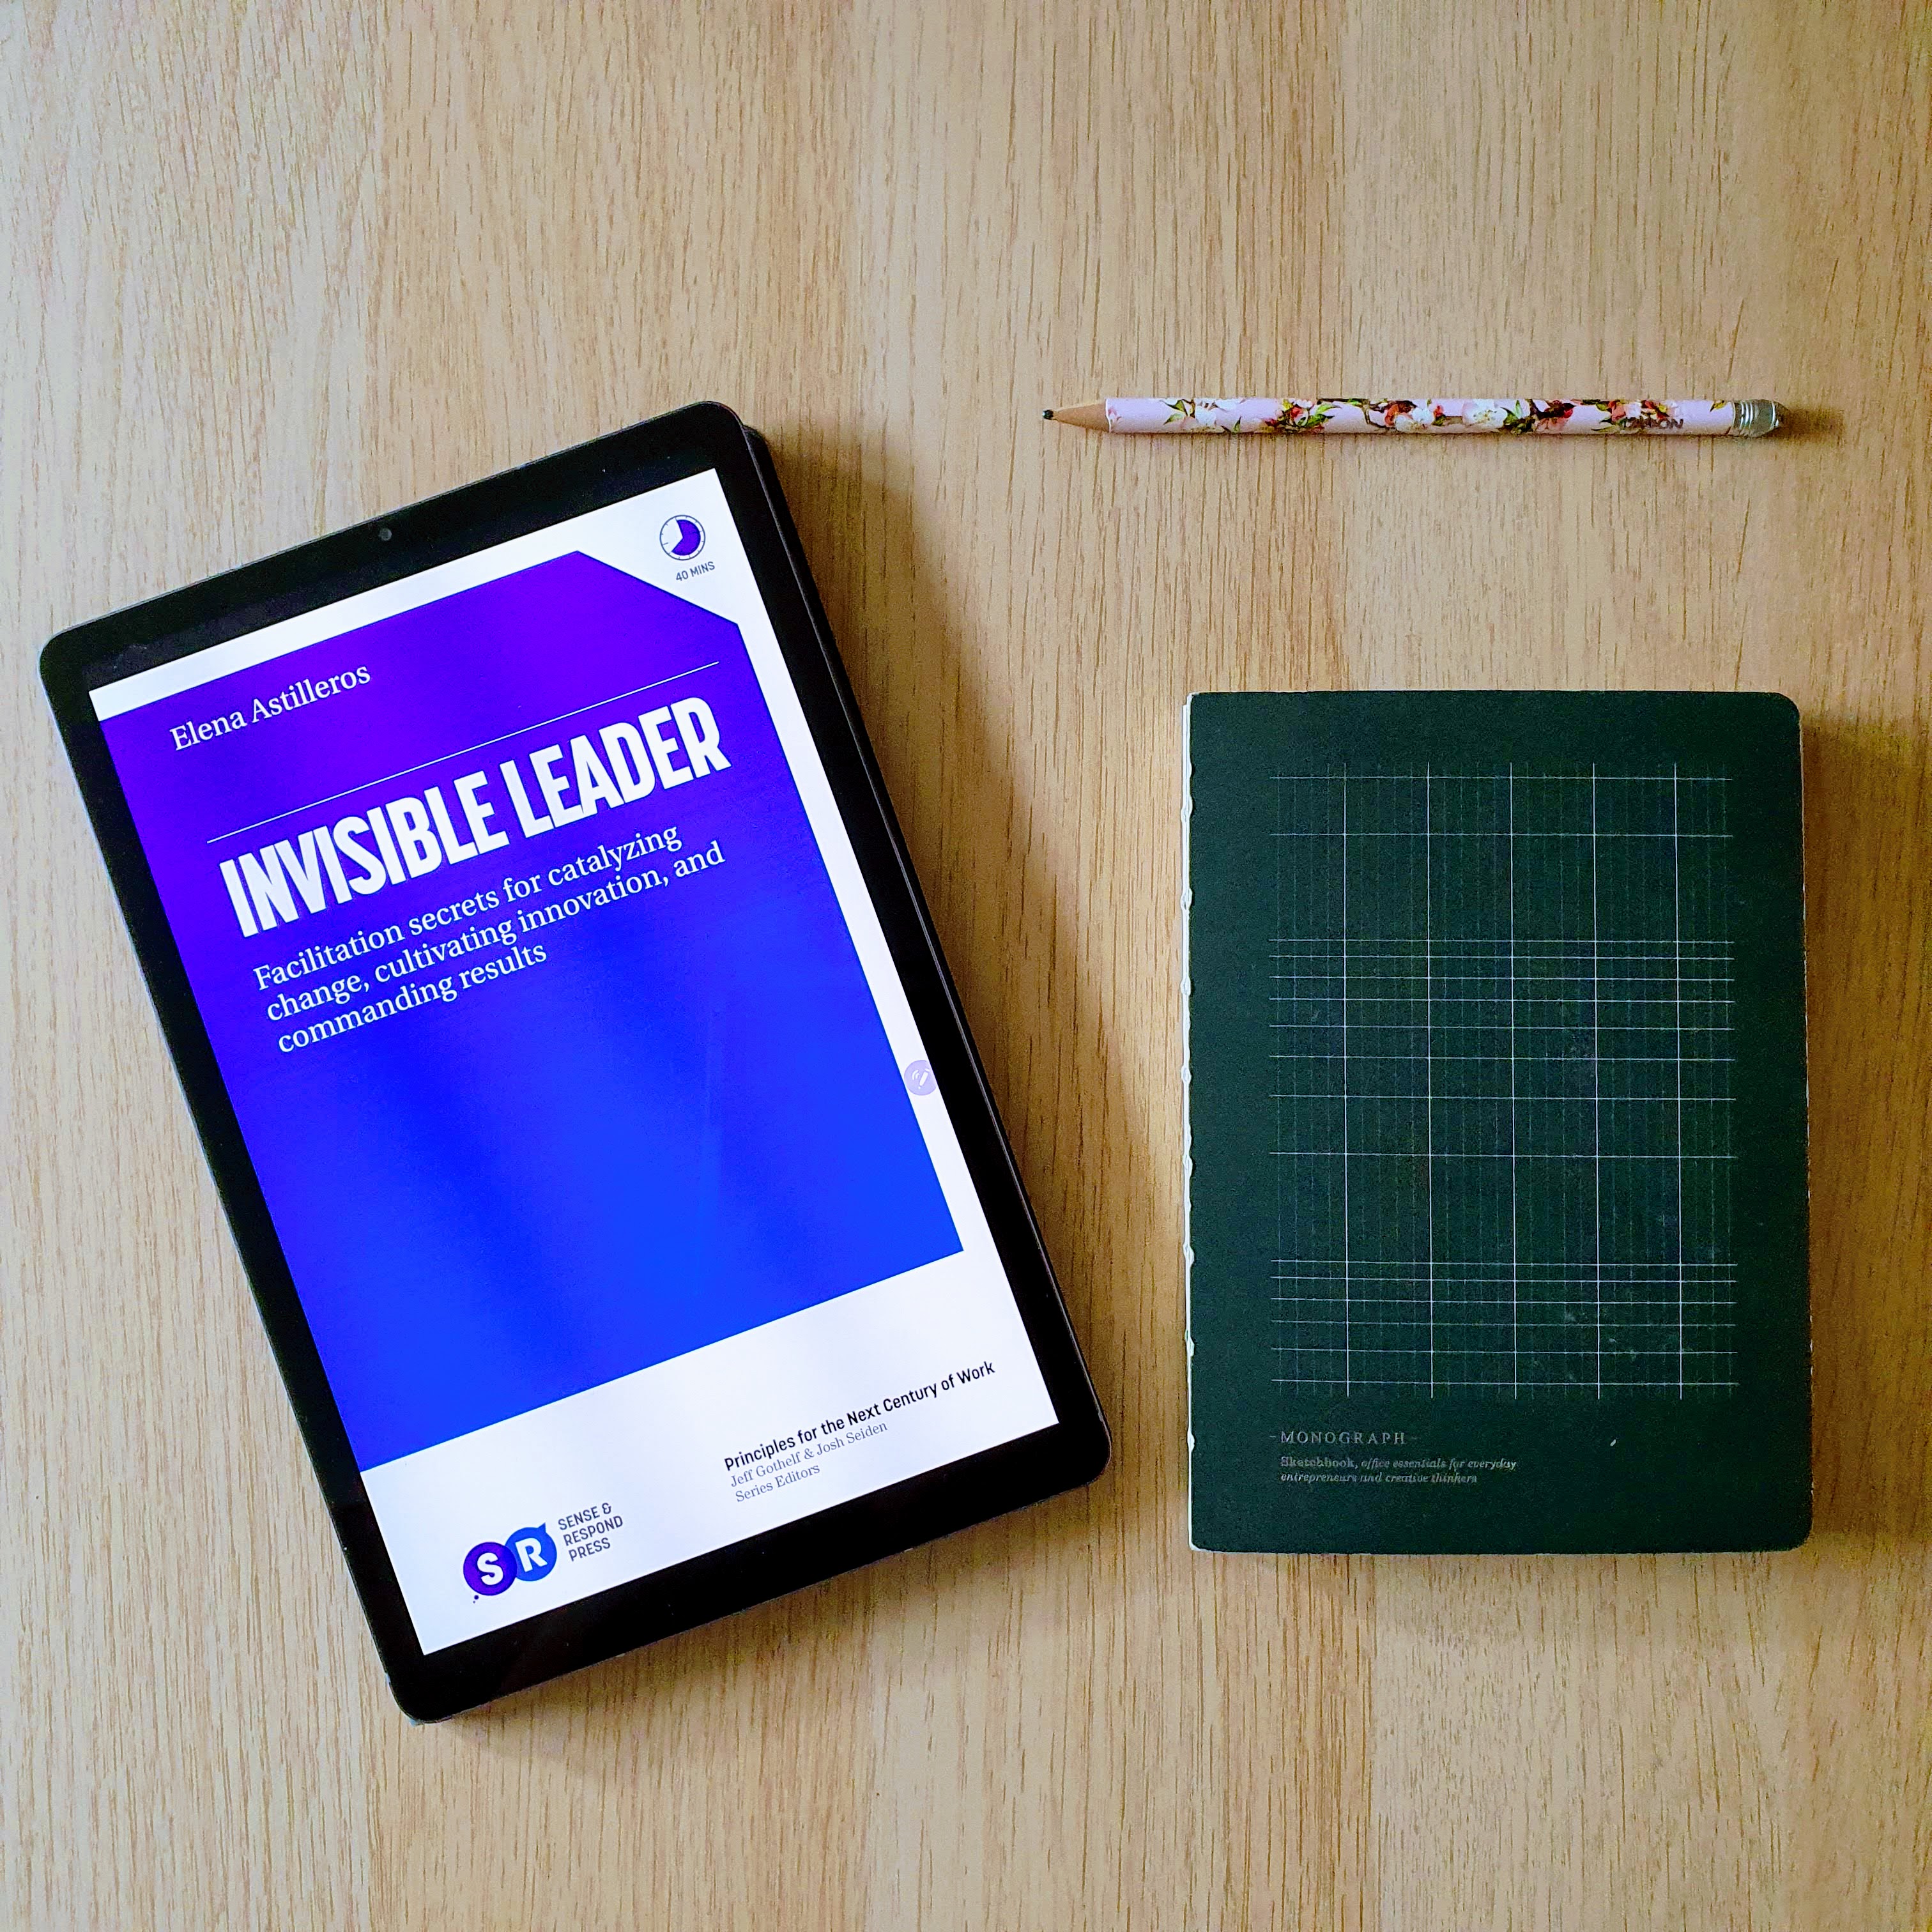 40 MINS
Elena Astilleros
INVISIBLE LEADER
Facilitation secrets for catalyzing
change, cultivating innovation, and
commanding results
Principles for the Next Century of Work
Jeff Gothelf & Josh Seiden
Series Editors
SR
SENSE &
RESPOND
PRESS
-MONOGRAPH-
Sketchbook, office essentials for everyday
entrepreneurs and creative thinkers